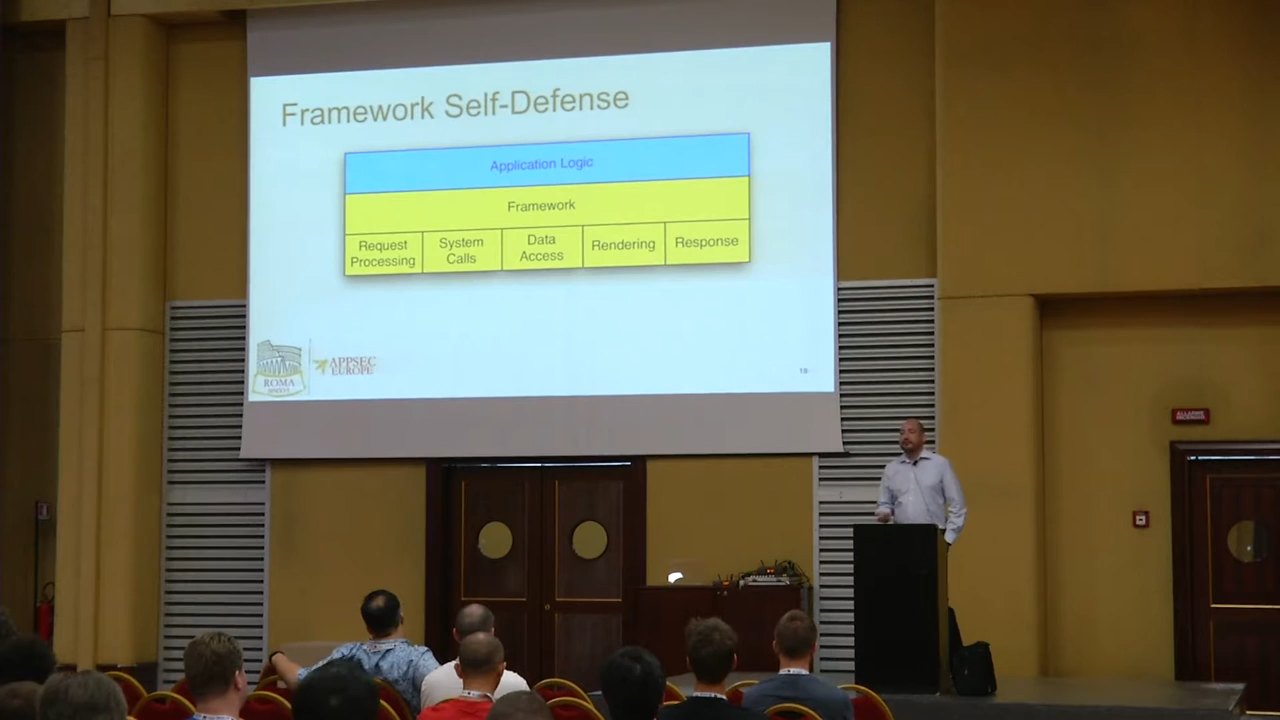 Framework Self-Defense
Application Logic
Framework
Request
Processing
System
Calls
Data
Access
Rendering
Response
ROMA
APPSEC
EUROPE